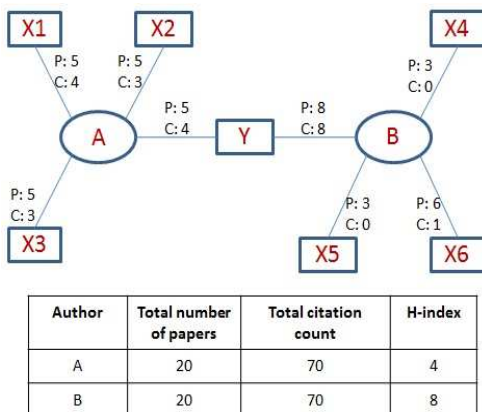 X1
X2
X4
P: 5
C: 4
P: 5
C: 3
P: 3
C: 0
A
P: 5
C: 4
Y
P: 8
C: 8
B
P: 5
C: 3
P: 3
C: 0
P: 6
C: 1
X3
X5
X6
Author Total number of papers Total citation count H-index
A 20 70 4
B 20 70 8